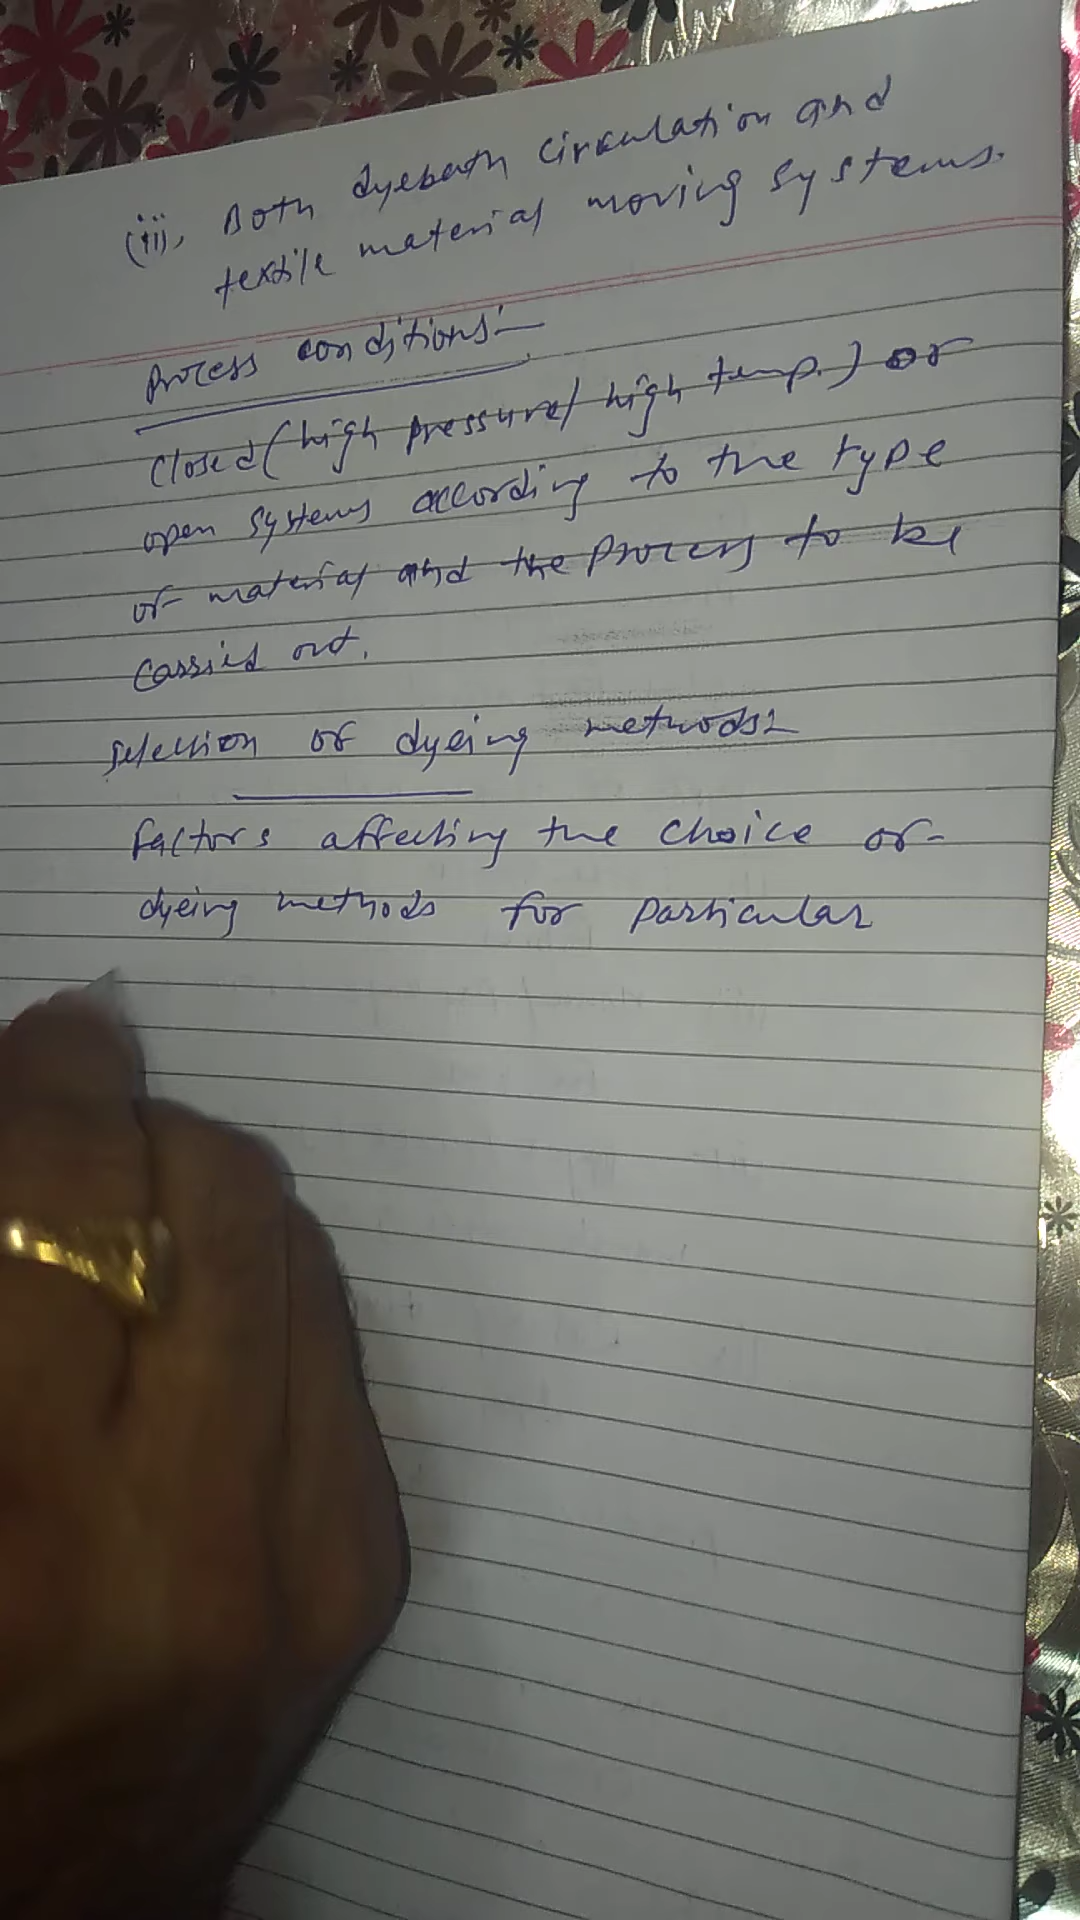 (iii), Both dyebath circulation and
textile material moving systems.
Process conditions:-
Closed (high pressure/ high temp.) or
open systems according to the type
of material and the process to be
carried out.
Selection of dyeing methods:-
factors affecting the choice of
dyeing methods for particular